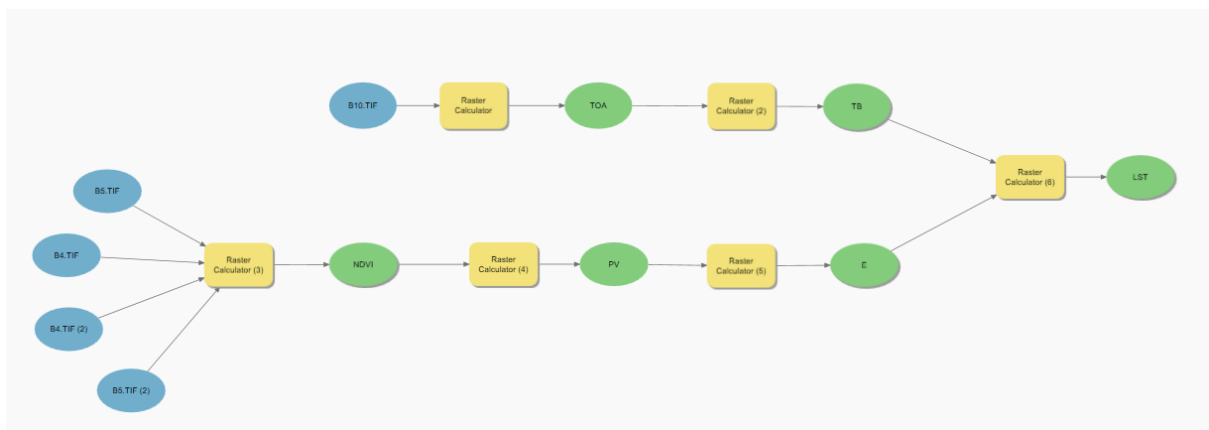 B10.TIF
Raster
Calculator
TOA
Raster
Calculator (2)
TB
Raster
Calculator (6)
LST
B5.TIF
B4.TIF
B4.TIF (2)
B5.TIF (2)
Raster
Calculator (3)
NDVI
Raster
Calculator (4)
PV
Raster
Calculator (5)
E